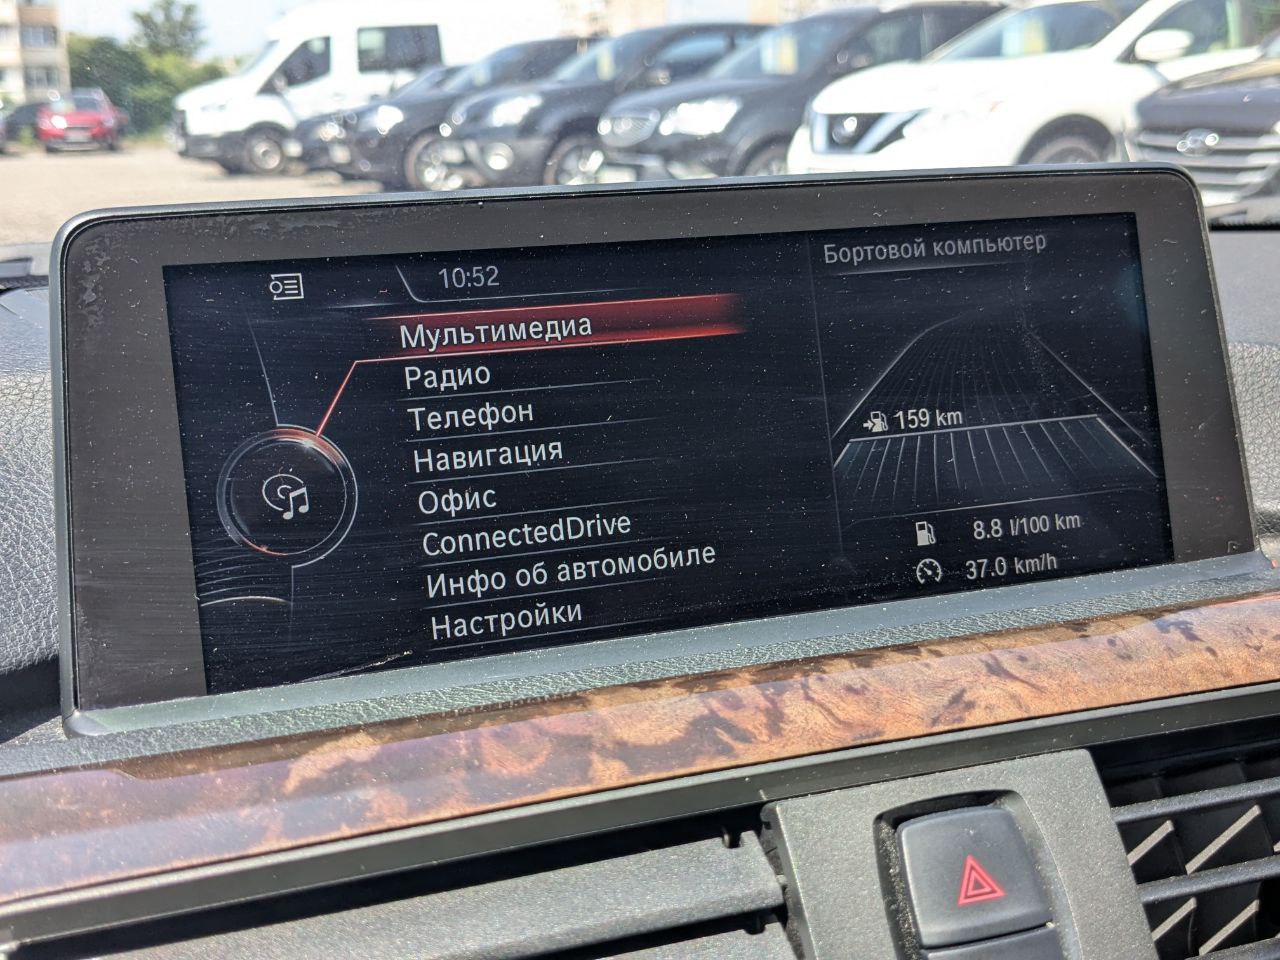 10:52
Мультимедиа
Радио
Телефон
Навигация
Офис
ConnectedDrive
Инфо об автомобиле
Настройки
Бортовой компьютер
159 km
8.8 l/100 km
37.0 km/h